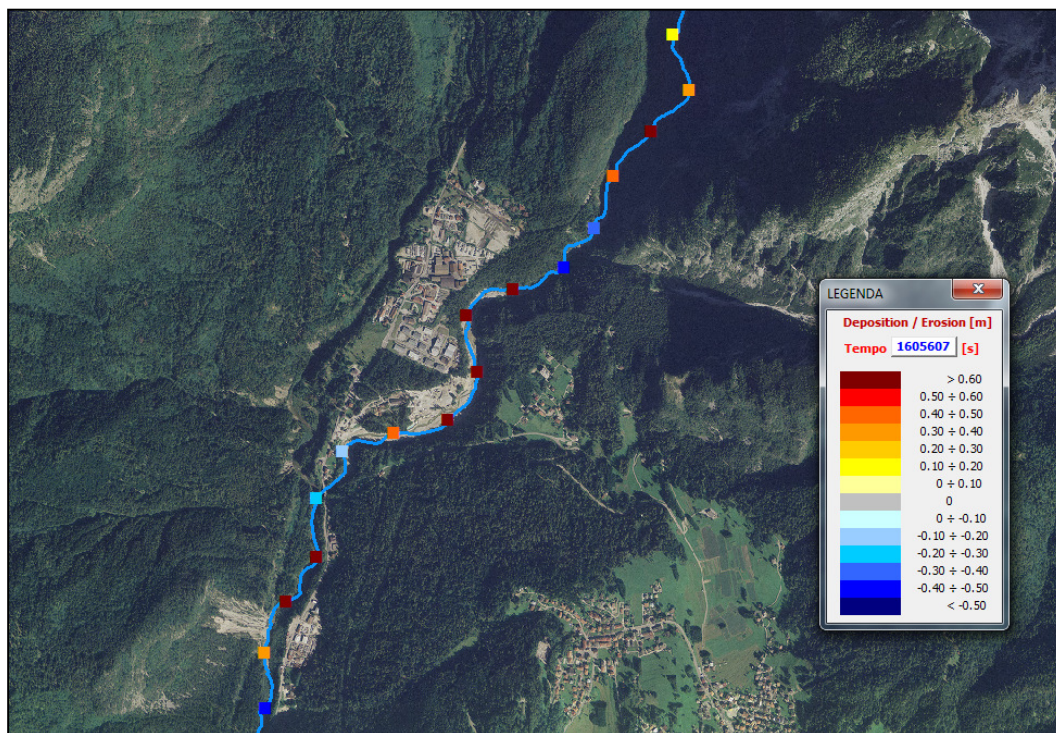 LEGENDA
x
Deposition / Erosion [m]
Tempo 1605607 [s]
> 0.60
0.50 ÷ 0.60
0.40 ÷ 0.50
0.30 ÷ 0.40
0.20 ÷ 0.30
0.10 ÷ 0.20
0 ÷ 0.10
0
0 ÷ -0.10
-0.10 ÷ -0.20
-0.20 ÷ -0.30
-0.30 ÷ -0.40
-0.40 ÷ -0.50
< -0.50